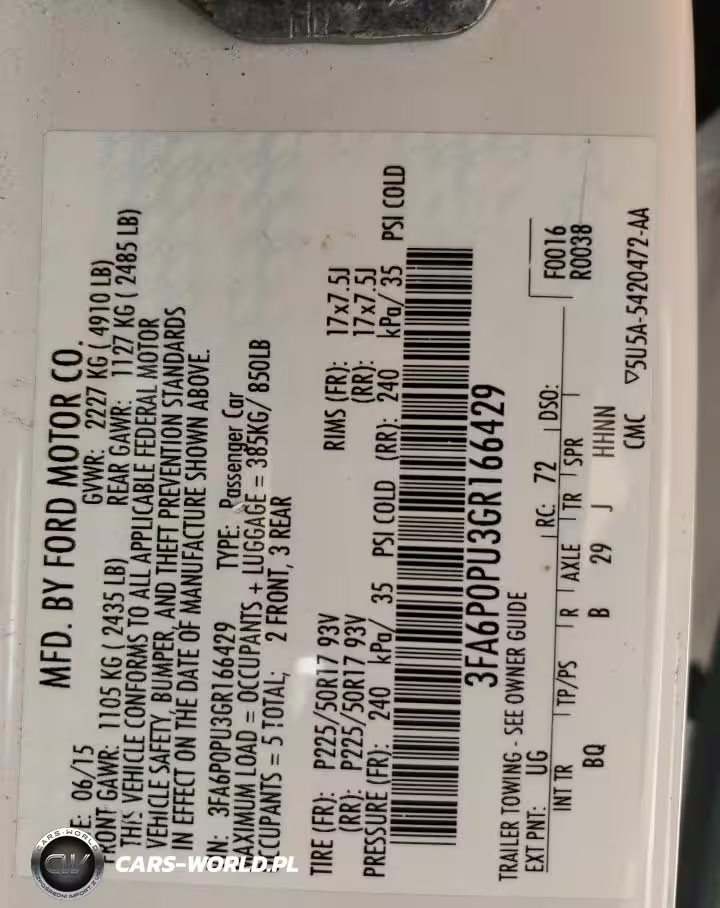 MFD. BY FORD MOTOR CO.
E: 06/15 GVWR: 2227 KG ( 4910 LB)
ONT GAWR: 1105 KG ( 2435 LB) REAR GAWR: 1127 KG ( 2485 LB)
THIS VEHICLE CONFORMS TO ALL APPLICABLE FEDERAL MOTOR
VEHICLE SAFETY, BUMPER, AND THEFT PREVENTION STANDARDS
IN EFFECT ON THE DATE OF MANUFACTURE SHOWN ABOVE.
N: 3FA6P0PU3GR166429 TYPE: Passenger Car
AXIMUM LOAD = OCCUPANTS + LUGGAGE = 385KG/ 850LB
CCUPANTS = 5 TOTAL; 2 FRONT, 3 REAR
TIRE (FR): P225/50R17 93V RIMS (FR): 17x7.5J
(RR): P225/50R17 93V (RR): 17x7.5J
PRESSURE (FR): 240 kPa/ 35 PSI COLD (RR): 240 kPa/ 35 PSI COLD
3FA6P0PU3GR166429
TRAILER TOWING - SEE OWNER GUIDE
EXT PNT: UG RC: 72 DSO: F0016
R0038
INT TR TP/PS R AXLE TR SPR
BQ B 29 J HHNN
CMC ▽5U5A-5420472-AA
CARS-WORLD
CW
CARS-WORLD.PL